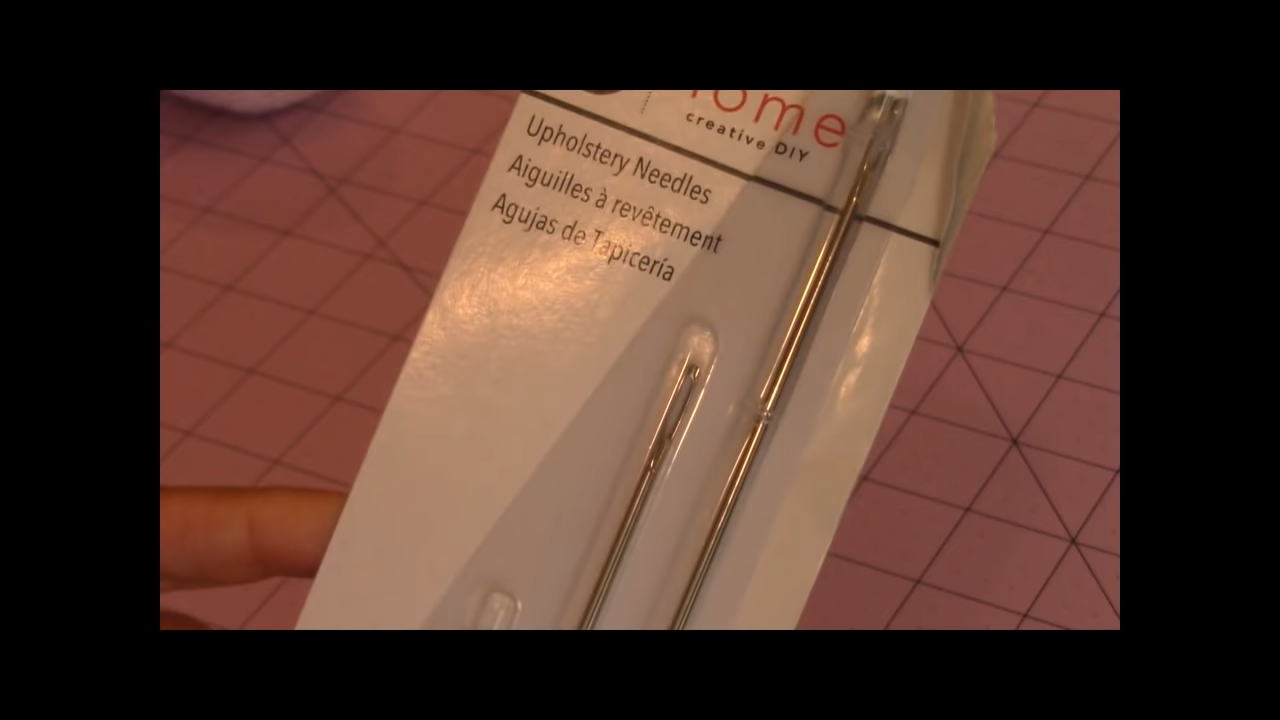 ome
creative DIY
Upholstery Needles
Aiguilles à revêtement
Agujas de Tapicería